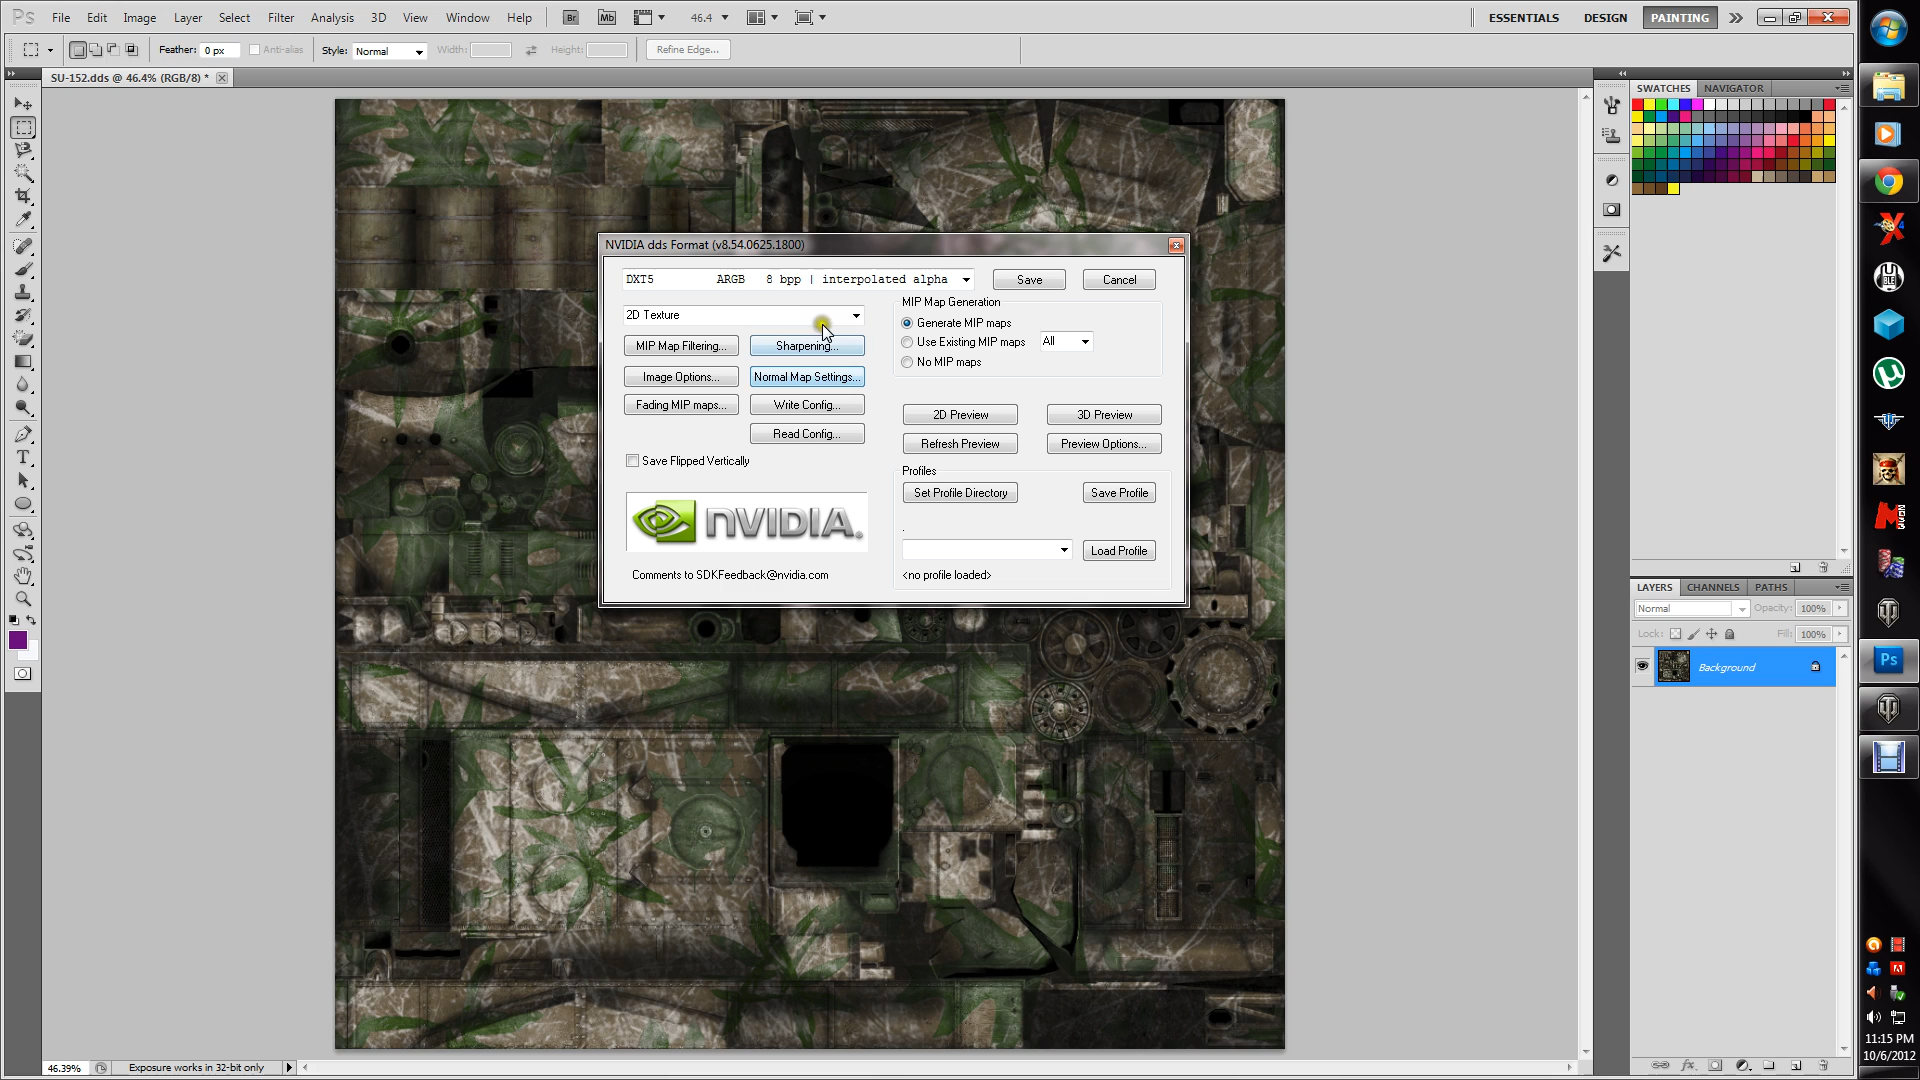 Ps File Edit Image Layer Select Filter Analysis 3D View Window Help Br Mb 46.4 ESSENTIALS DESIGN PAINTING
Feather: 0 px Anti-alias Style: Normal Width: Height: Refine Edge...
SU-152.dds @ 46.4% (RGB/8) *
SWATCHES NAVIGATOR
NVIDIA dds Format (v8.54.0625.1800)
DXT5 ARGB 8 bpp | interpolated alpha
Save
Cancel
2D Texture
MIP Map Filtering...
Sharpening...
Image Options...
Normal Map Settings...
Fading MIP maps...
Write Config...
Read Config...
Save Flipped Vertically
nVIDIA.
Comments to SDKFeedback@nvidia.com
MIP Map Generation
Generate MIP maps
Use Existing MIP maps
All
No MIP maps
2D Preview
3D Preview
Refresh Preview
Preview Options...
Profiles
Set Profile Directory
Save Profile
.
Load Profile
<no profile loaded>
LAYERS CHANNELS PATHS
Normal Opacity: 100%
Lock: Fill: 100%
Background
Ps
46.39% Exposure works in 32-bit only
11:15 PM
10/6/2012